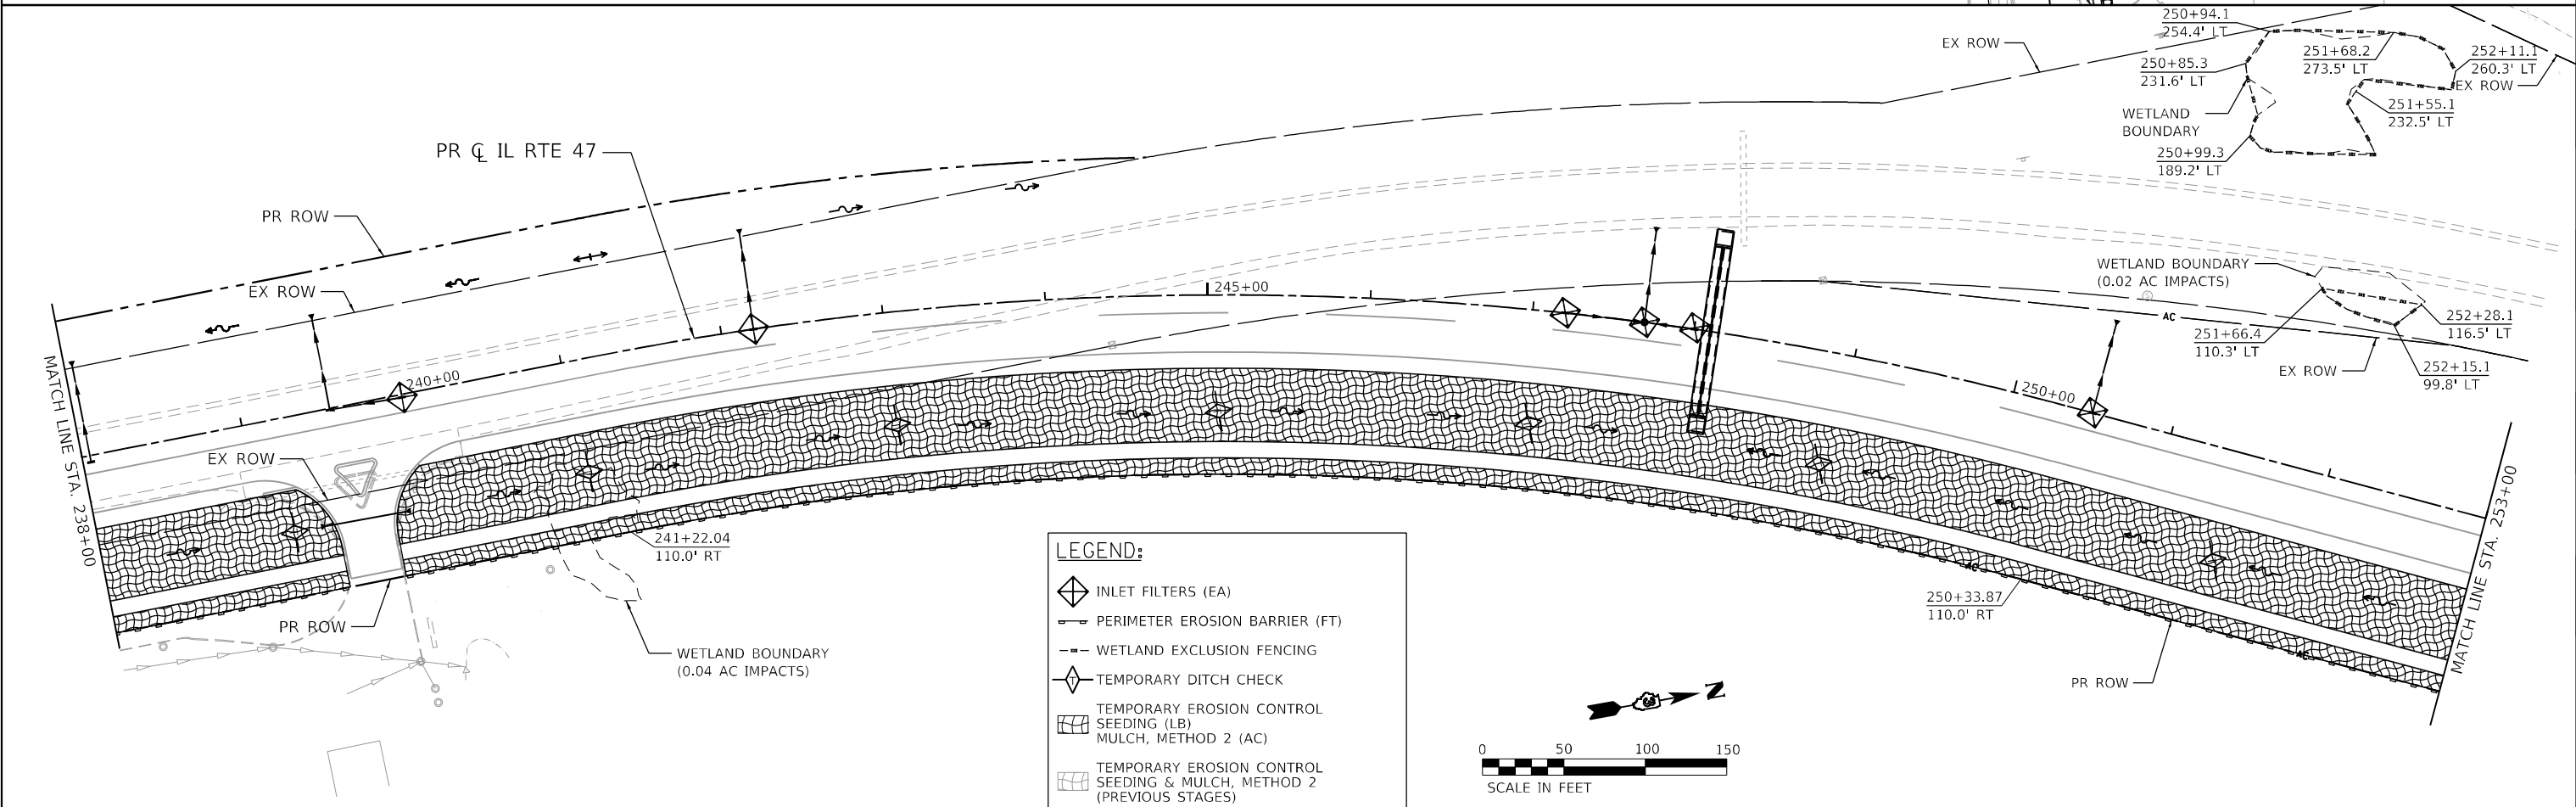 250+94.1
254.4' LT
EX ROW
251+68.2
273.5' LT
252+11.1
260.3' LT
250+85.3
231.6' LT
EX ROW
251+55.1
232.5' LT
WETLAND
BOUNDARY
250+99.3
189.2' LT
PR ℄ IL RTE 47
PR ROW
EX ROW
245+00
WETLAND BOUNDARY
(0.02 AC IMPACTS)
AC
252+28.1
116.5' LT
251+66.4
110.3' LT
252+15.1
99.8' LT
EX ROW
240+00
250+00
MATCH LINE STA. 238+00
EX ROW
241+22.04
110.0' RT
PR ROW
WETLAND BOUNDARY
(0.04 AC IMPACTS)
AC
250+33.87
110.0' RT
AC
PR ROW
MATCH LINE STA. 253+00
LEGEND:
INLET FILTERS (EA)
PERIMETER EROSION BARRIER (FT)
WETLAND EXCLUSION FENCING
T
TEMPORARY DITCH CHECK
TEMPORARY EROSION CONTROL
SEEDING (LB)
MULCH, METHOD 2 (AC)
TEMPORARY EROSION CONTROL
SEEDING & MULCH, METHOD 2
(PREVIOUS STAGES)
N
0 50 100 150
SCALE IN FEET